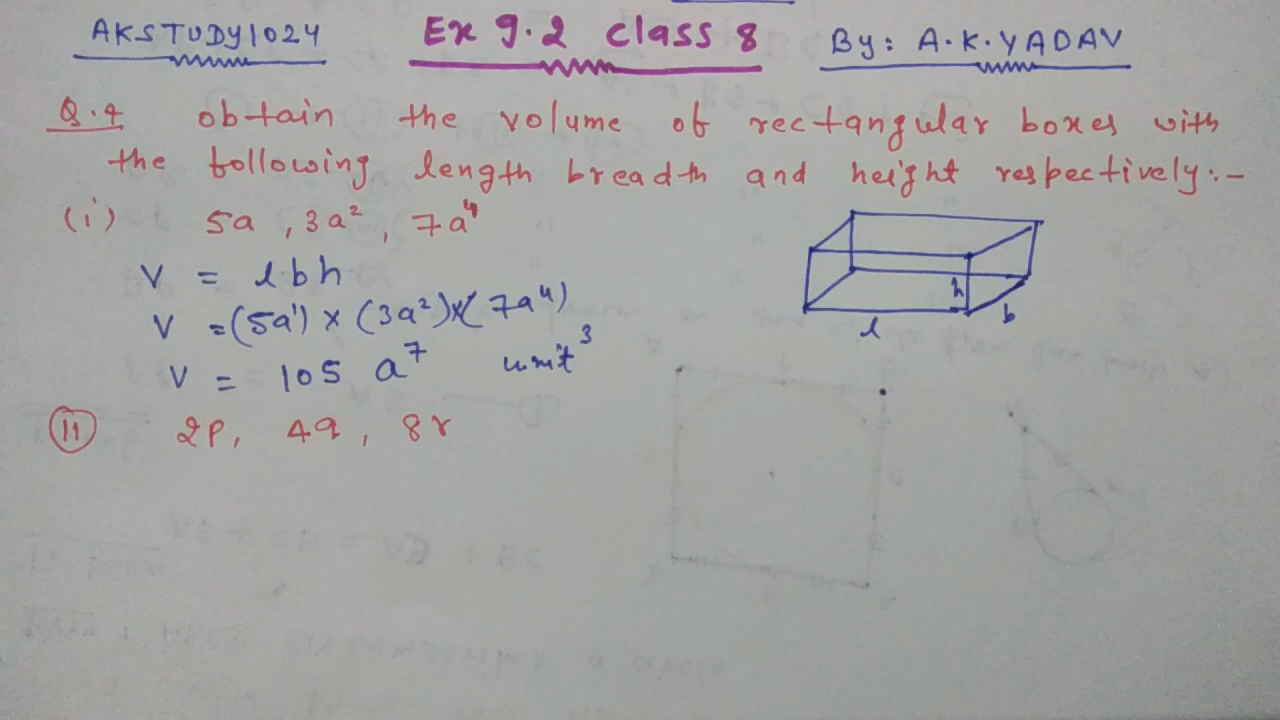 AKSTUDY1024 Ex 9.2 class 8 By: A.K.YADAV
Q.4 obtain the volume of rectangular boxes with
the following length breadth and height respectively:-
(i) 5a, 3a², 7a⁴
V = lbh
V = (5a¹) × (3a²) × (7a⁴)
V = 105 a⁷ unit³
h
l b
(ii) 2p, 4q, 8r